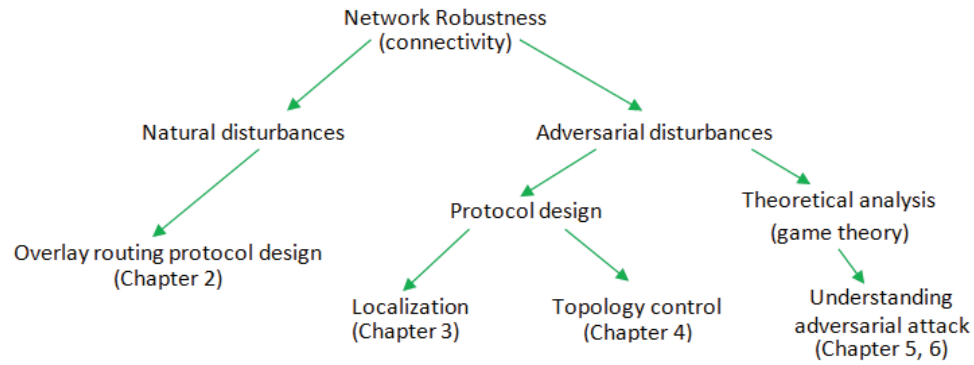 Network Robustness
(connectivity)
Natural disturbances
Adversarial disturbances
Protocol design
Theoretical analysis
(game theory)
Overlay routing protocol design
(Chapter 2)
Localization
(Chapter 3)
Topology control
(Chapter 4)
Understanding
adversarial attack
(Chapter 5, 6)